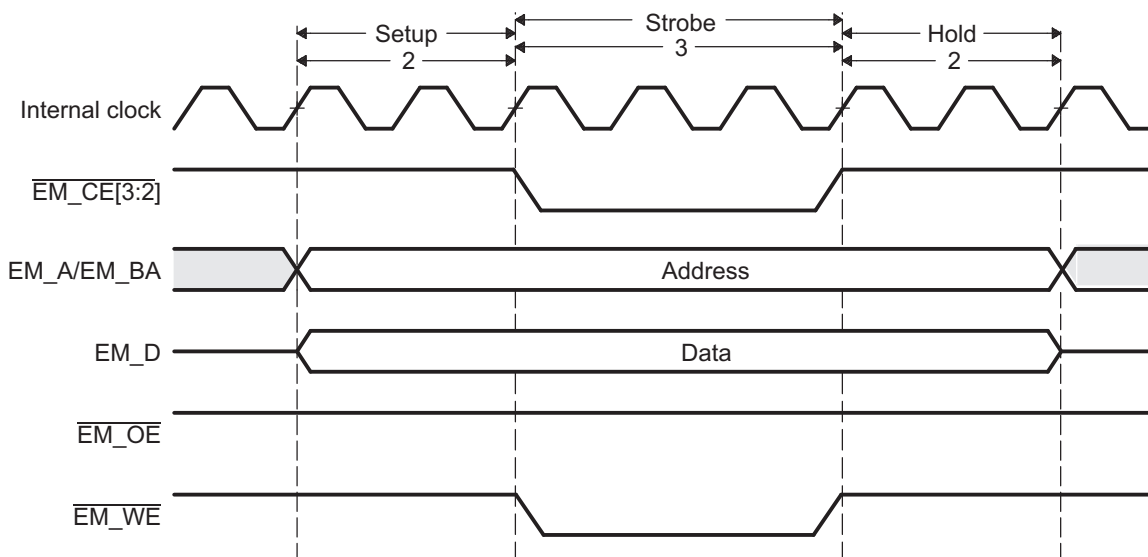 Setup
Strobe
Hold
2
3
2
Internal clock
EM_CE[3:2]
EM_A/EM_BA
Address
EM_D
Data
EM_OE
EM_WE